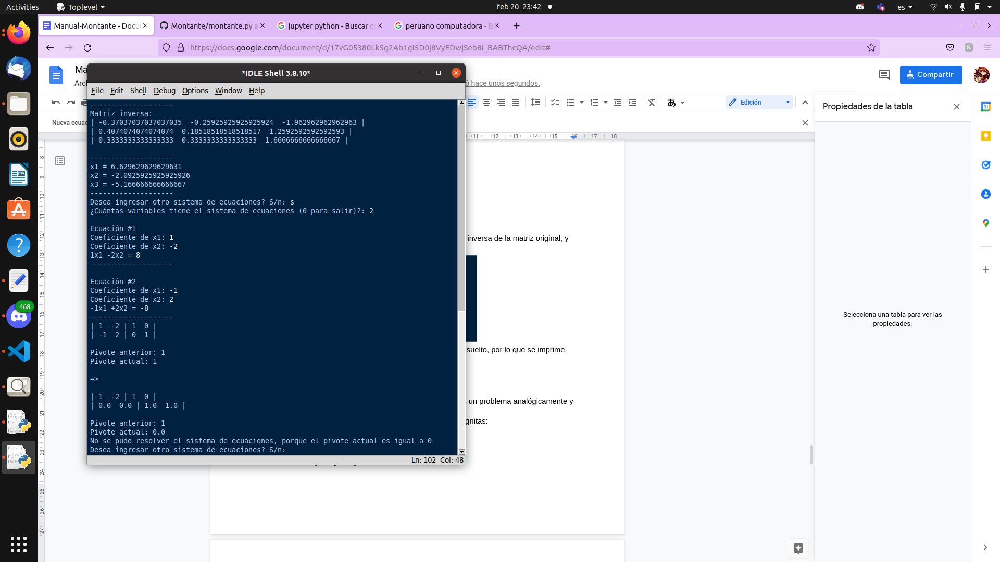 Activities
Toplevel
feb 20 23:42
es
Manual-Montante - Docu
Montante/montante.py a
jupyter python - Buscar c
peruano computadora - B
https://docs.google.com/document/d/17vG05380Lk5g2Ab1gI5D0j8VyEDwjSeb8i_BABThcQA/edit#
Ma
Arch
ó hace unos segundos.
Compartir
*IDLE Shell 3.8.10*
File Edit Shell Debug Options Window Help
Edición
Nueva ecuac
Propiedades de la tabla
Selecciona una tabla para ver las
propiedades.
11 12 13 14 15 16 17 18
8
9
10
11
12
13
14
15
16
17
18
19
20
21
22
23
24
25
26
27
31
468
--------------------
Matriz inversa:
| -0.37037037037037035  -0.25925925925925924  -1.962962962962963 |
| 0.4074074074074074  0.18518518518518517  1.2592592592592593 |
| 0.3333333333333333  0.3333333333333333  1.6666666666666667 |
--------------------
x1 = 6.629629629629631
x2 = -2.0925925925925926
x3 = -5.166666666666667
--------------------
Desea ingresar otro sistema de ecuaciones? S/n: s
¿Cuántas variables tiene el sistema de ecuaciones (0 para salir)?: 2
Ecuación #1
Coeficiente de x1: 1
Coeficiente de x2: -2
1x1 -2x2 = 8
--------------------
Ecuación #2
Coeficiente de x1: -1
Coeficiente de x2: 2
-1x1 +2x2 = -8
--------------------
| 1  -2 | 1  0 |
| -1  2 | 0  1 |
Pivote anterior: 1
Pivote actual: 1
=>
| 1  -2 | 1  0 |
| 0.0  0.0 | 1.0  1.0 |
Pivote anterior: 1
Pivote actual: 0.0
No se pudo resolver el sistema de ecuaciones, porque el pivote actual es igual a 0
Desea ingresar otro sistema de ecuaciones? S/n:
Ln: 102 Col: 48
inversa de la matriz original, y
suelto, por lo que se imprime
un problema analógicamente y
gnitas: